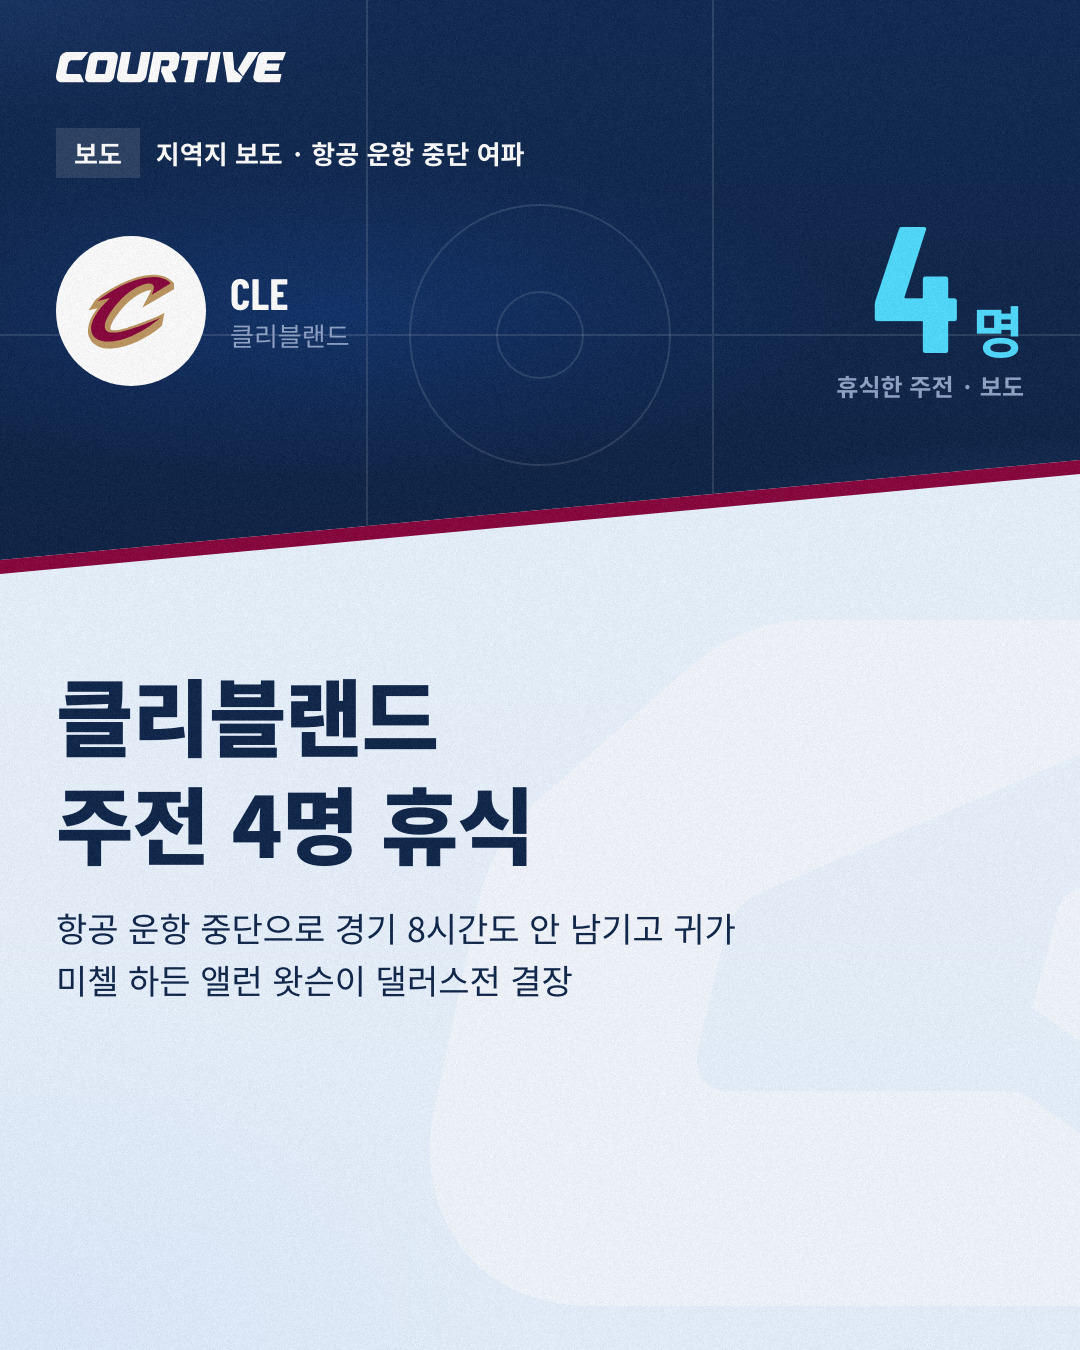 COURTIVE
보도 지역지 보도 · 항공 운항 중단 여파
CLE
클리블랜드
4명
휴식한 주전 · 보도
클리블랜드
주전 4명 휴식
항공 운항 중단으로 경기 8시간도 안 남기고 귀가
미첼 하든 앨런 왓슨이 댈러스전 결장